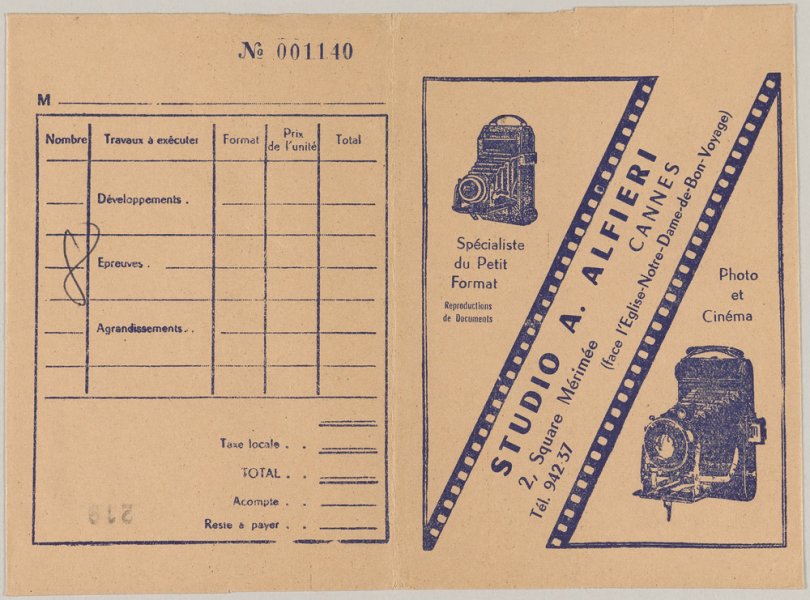 Nº 001140
M
Nombre Travaux à exécuter Format Prix de l'unité Total
Développements .
Epreuves .
8
Agrandissements. .
Taxe locale . .
TOTAL . .
Acompte . .
Reste à payer . .
219
Spécialiste
du Petit
Format
Reproductions
de Documents
STUDIO A. ALFIERI
2, Square Mérimée CANNES
Tél. 942.37 (face l'Eglise-Notre-Dame-de-Bon-Voyage)
Photo
et
Cinéma